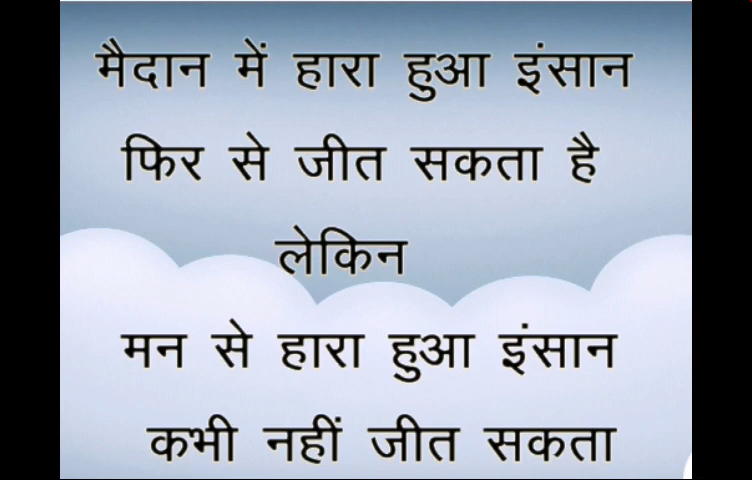 मैदान में हारा हुआ इंसान
फिर से जीत सकता है
लेकिन
मन से हारा हुआ इंसान
कभी नहीं जीत सकता